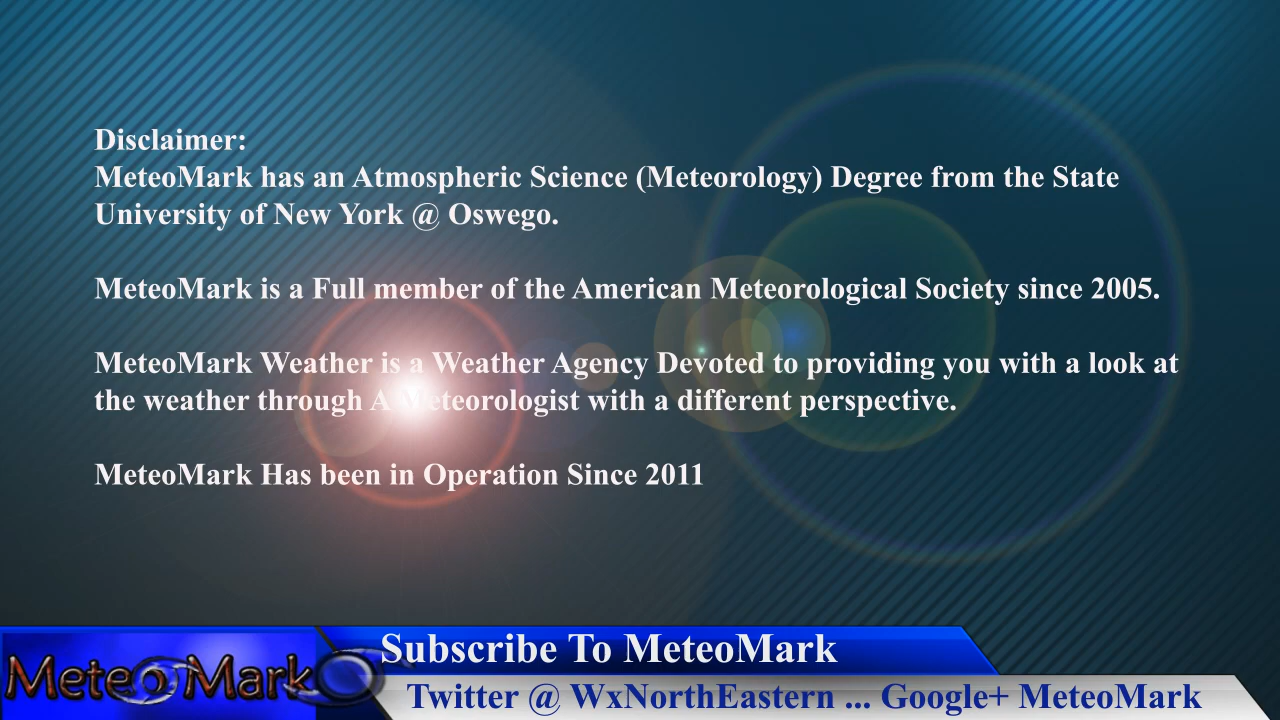 Disclaimer:
MeteoMark has an Atmospheric Science (Meteorology) Degree from the State
University of New York @ Oswego.
MeteoMark is a Full member of the American Meteorological Society since 2005.
MeteoMark Weather is a Weather Agency Devoted to providing you with a look at
the weather through A Meteorologist with a different perspective.
MeteoMark Has been in Operation Since 2011
Subscribe To MeteoMark
MeteoMark
Twitter @ WxNorthEastern ... Google+ MeteoMark